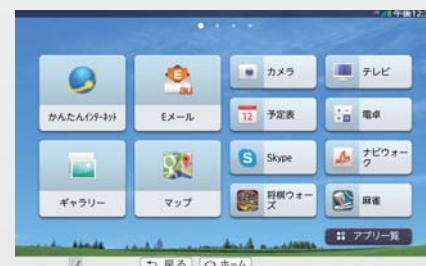 午後12:
かんたんインターネット
Eメール
E
au
カメラ
テレビ
12
予定表
電卓
S
Skype
ナビウォー
ク
ギャラリー
マップ
将棋ウォー
ズ
麻雀
アプリ一覧
戻る
ホーム